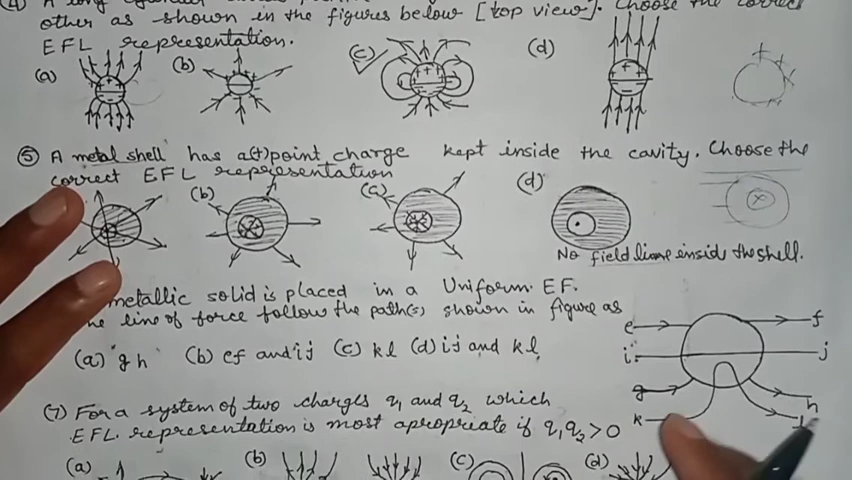 other as shown in the figures below [top view]. Choose the correct
EFL representation.
(a) (b) (c) (d)
⑤ A metal shell has a(+)point charge kept inside the cavity. Choose the
correct EFL representation
(b) (c) (d)
No field line inside the shell.
metallic solid is placed in a Uniform. EF.
line of force follow the path(s) shown in figure as
(a) gh (b) ef and ij (c) kl (d) ij and kl
e f
i j
g h
k
(7) For a system of two charges q1 and q2 which
EFL. representation is most apropriate if q1q2>0
(a) (b) (c) (d)